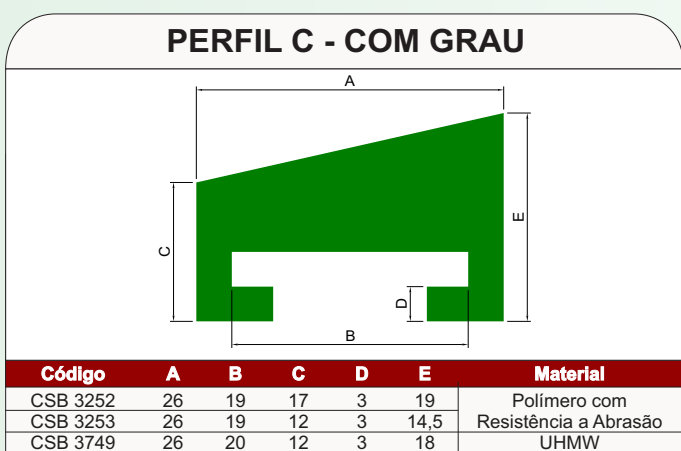 PERFIL C - COM GRAU
A
C
E
D
B
Código A B C D E Material
CSB 3252 26 19 17 3 19 Polímero com
CSB 3253 26 19 12 3 14,5 Resistência a Abrasão
CSB 3749 26 20 12 3 18 UHMW